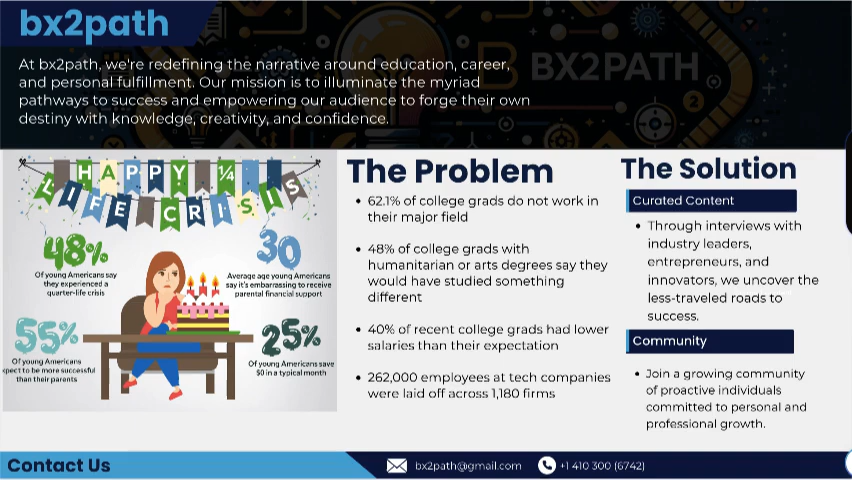 bx2path
BX2PATH
At bx2path, we're redefining the narrative around education, career,
and personal fulfillment. Our mission is to illuminate the myriad
pathways to success and empowering our audience to forge their own
destiny with knowledge, creativity, and confidence.
HAPPY ¼
LIFE CRISIS
48%
Of young Americans say
they experienced a
quarter-life crisis
30
Average age young Americans
say it's embarrassing to receive
parental financial support
55%
Of young Americans
xpect to be more successful
than their parents
25%
Of young Americans save
$0 in a typical month
The Problem
• 62.1% of college grads do not work in
their major field
• 48% of college grads with
humanitarian or arts degrees say they
would have studied something
different
• 40% of recent college grads had lower
salaries than their expectation
• 262,000 employees at tech companies
were laid off across 1,180 firms
The Solution
Curated Content
• Through interviews with
industry leaders,
entrepreneurs, and
innovators, we uncover the
less-traveled roads to
success.
Community
• Join a growing community
of proactive individuals
committed to personal and
professional growth.
Contact Us
bx2path@gmail.com
+1 410 300 (6742)